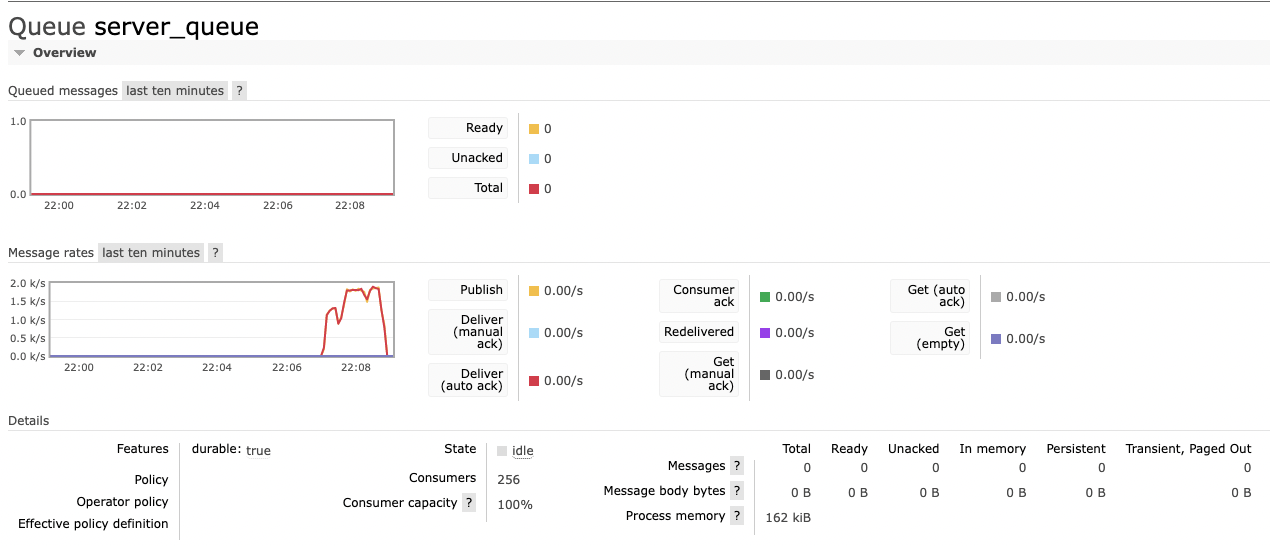 Queue server_queue
Overview
Queued messages last ten minutes ?
1.0
0.0
22:00 22:02 22:04 22:06 22:08
Ready 0
Unacked 0
Total 0
Message rates last ten minutes ?
2.0 k/s
1.5 k/s
1.0 k/s
0.5 k/s
0.0 k/s
22:00 22:02 22:04 22:06 22:08
Publish 0.00/s
Deliver
(manual
ack)
0.00/s
Deliver
(auto ack)
0.00/s
Consumer
ack
0.00/s
Redelivered 0.00/s
Get
(manual
ack)
0.00/s
Get (auto
ack)
0.00/s
Get
(empty)
0.00/s
Details
Features durable: true
Policy
Operator policy
Effective policy definition
State idle
Consumers 256
Consumer capacity ? 100%
Total Ready Unacked In memory Persistent Transient, Paged Out
Messages ? 0 0 0 0 0 0
Message body bytes ? 0 B 0 B 0 B 0 B 0 B 0 B
Process memory ? 162 kiB